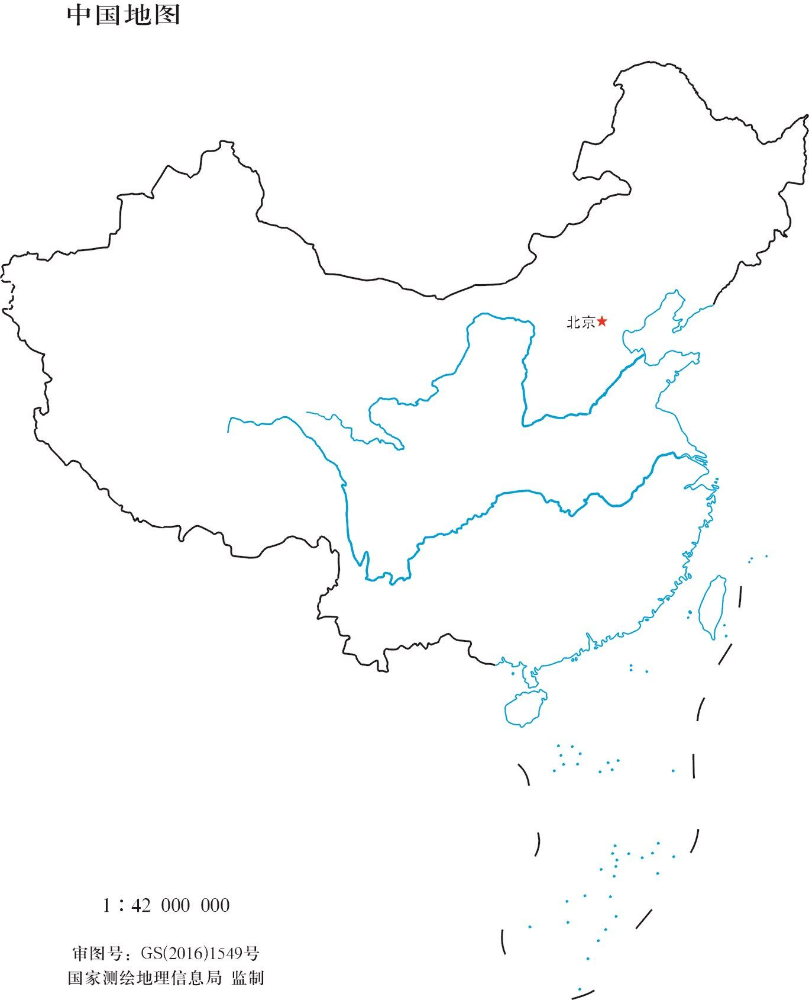 中国地图
北京
1：42 000 000
审图号：GS(2016)1549号
国家测绘地理信息局 监制